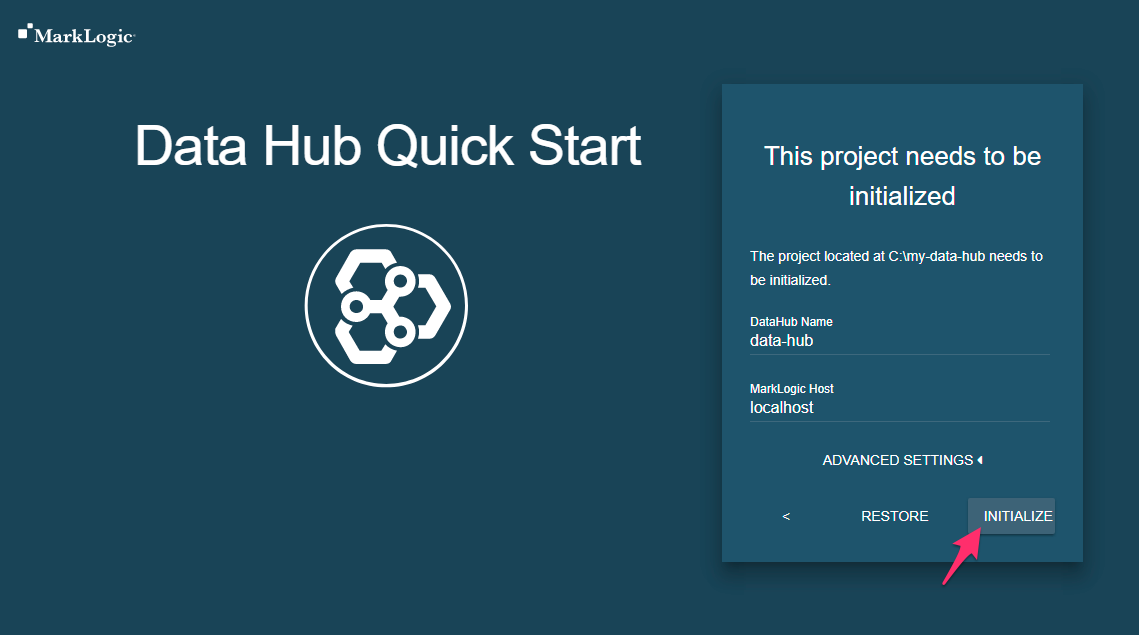 MarkLogic
Data Hub Quick Start
This project needs to be
initialized
The project located at C:\my-data-hub needs to
be initialized.
DataHub Name
data-hub
MarkLogic Host
localhost
ADVANCED SETTINGS
<
RESTORE
INITIALIZE